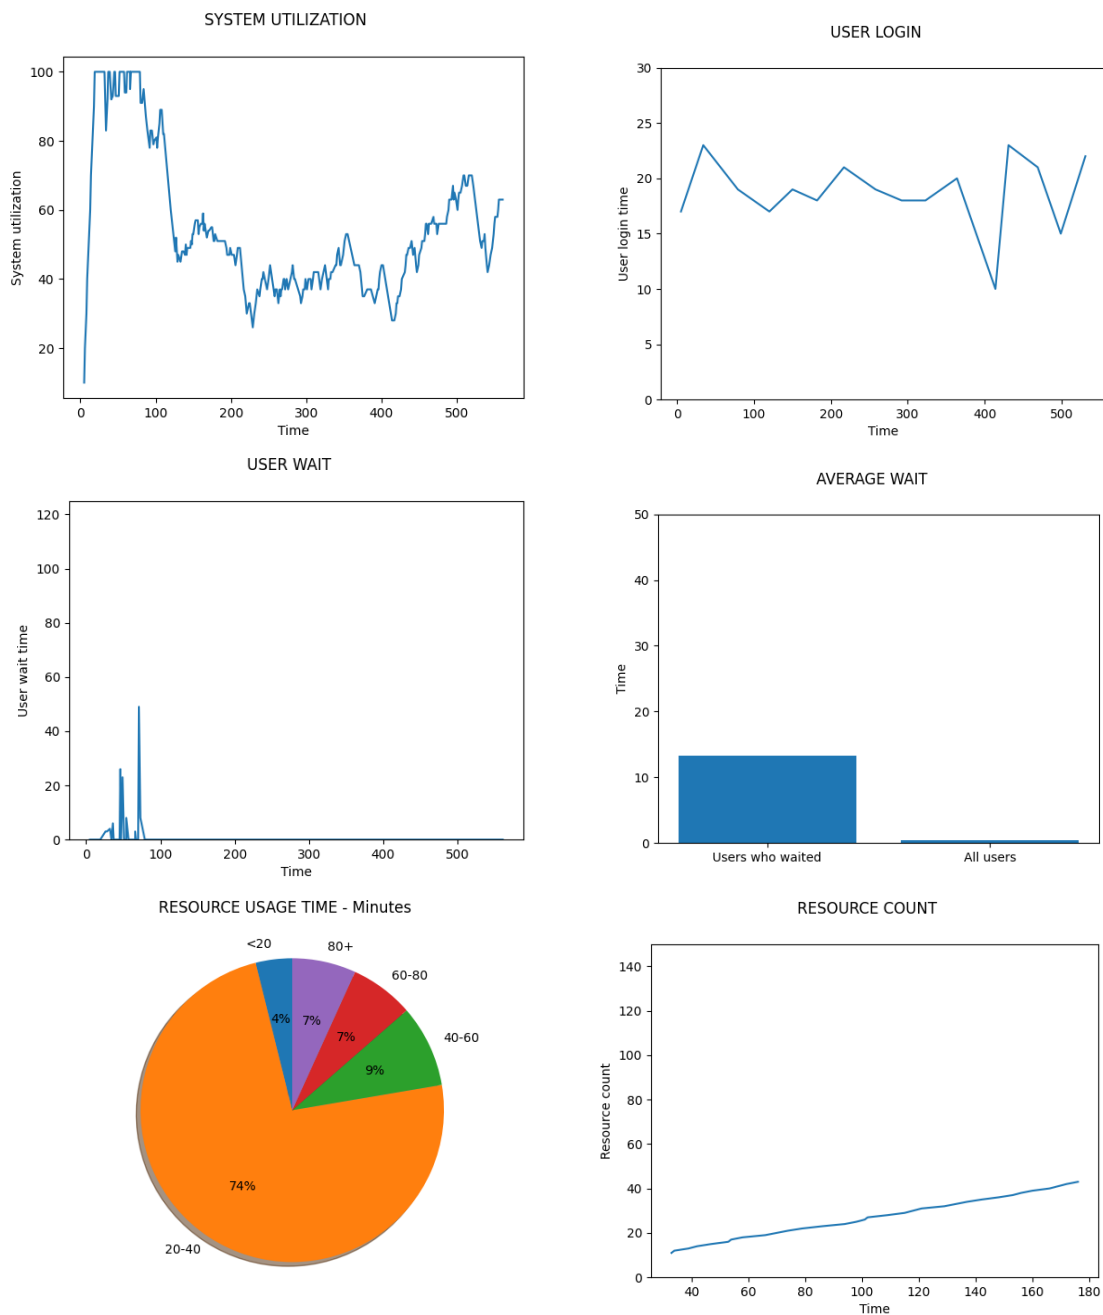 SYSTEM UTILIZATION
100
80
60
40
20
System utilization
0 100 200 300 400 500
Time
USER LOGIN
30
25
20
15
10
5
0
User login time
0 100 200 300 400 500
Time
USER WAIT
120
100
80
60
40
20
0
User wait time
0 100 200 300 400 500
Time
AVERAGE WAIT
50
40
30
20
10
0
Time
Users who waited All users
RESOURCE USAGE TIME - Minutes
<20
80+
60-80
40-60
20-40
4%
7%
7%
9%
74%
RESOURCE COUNT
140
120
100
80
60
40
20
0
Resource count
40 60 80 100 120 140 160 180
Time